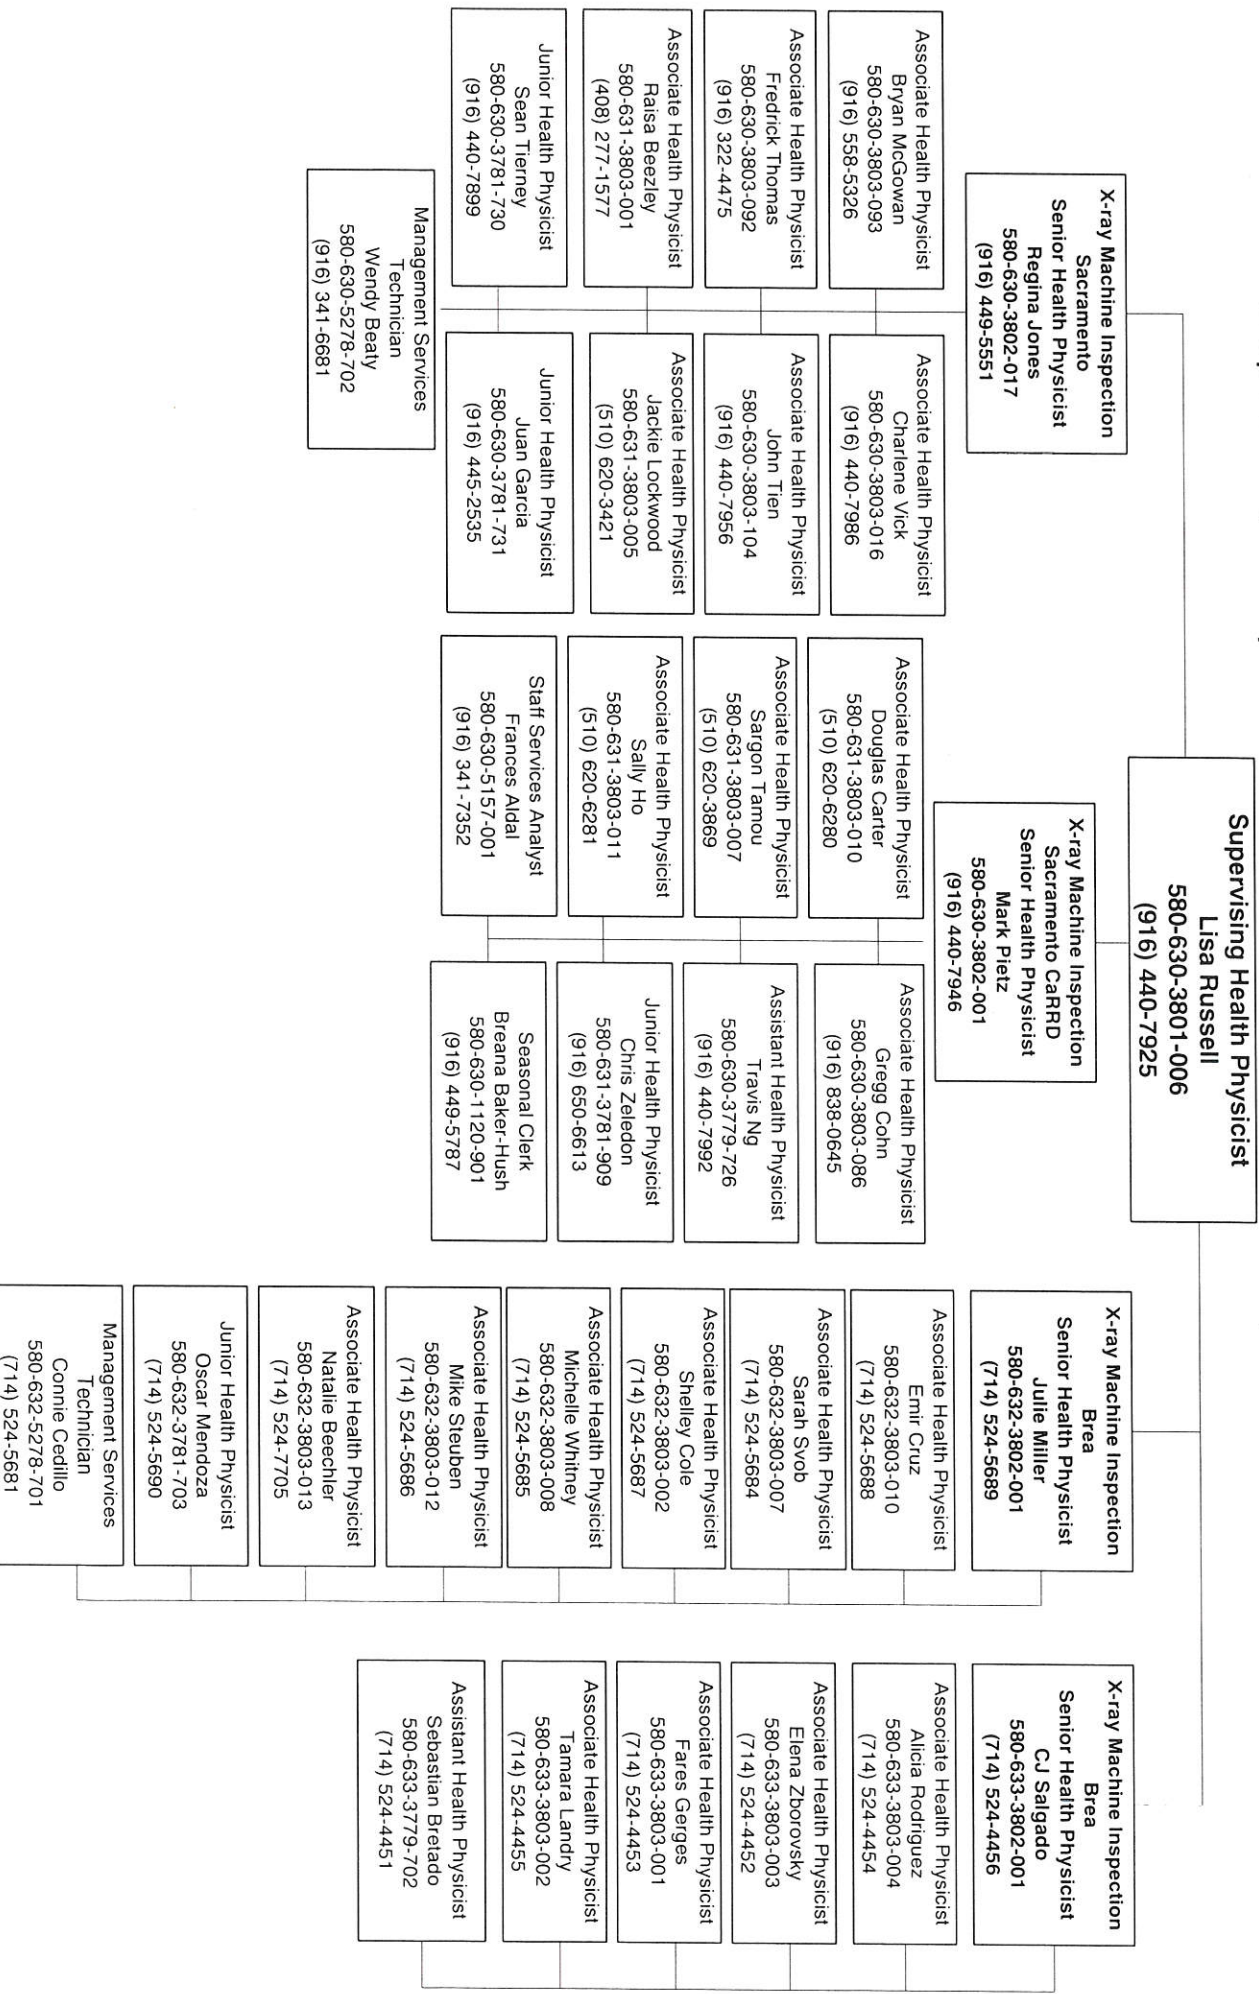 Supervising Health Physicist
Lisa Russell
580-630-3801-006
(916) 440-7925
X-ray Machine Inspection
Sacramento
Senior Health Physicist
Regina Jones
580-630-3802-017
(916) 449-5551
Associate Health Physicist
Bryan McGowan
580-630-3803-093
(916) 558-5326
Associate Health Physicist
Charlene Vick
580-630-3803-016
(916) 440-7986
Associate Health Physicist
Fredrick Thomas
580-630-3803-092
(916) 322-4475
Associate Health Physicist
John Tien
580-630-3803-104
(916) 440-7956
Associate Health Physicist
Raisa Beezley
580-631-3803-001
(408) 277-1577
Associate Health Physicist
Jackie Lockwood
580-631-3803-005
(510) 620-3421
Junior Health Physicist
Sean Tierney
580-630-3781-730
(916) 440-7899
Junior Health Physicist
Juan Garcia
580-630-3781-731
(916) 445-2535
Management Services
Technician
Wendy Beaty
580-630-5278-702
(916) 341-6681
X-ray Machine Inspection
Sacramento CaRRD
Senior Health Physicist
Mark Pietz
580-630-3802-001
(916) 440-7946
Associate Health Physicist
Douglas Carter
580-631-3803-010
(510) 620-6280
Associate Health Physicist
Gregg Cohn
580-630-3803-086
(916) 838-0645
Associate Health Physicist
Sargon Tamou
580-631-3803-007
(510) 620-3869
Assistant Health Physicist
Travis Ng
580-630-3779-726
(916) 440-7992
Associate Health Physicist
Sally Ho
580-631-3803-011
(510) 620-6281
Junior Health Physicist
Chris Zeledon
580-631-3781-909
(916) 650-6613
Staff Services Analyst
Frances Aldal
580-630-5157-001
(916) 341-7352
Seasonal Clerk
Breana Baker-Hush
580-630-1120-901
(916) 449-5787
X-ray Machine Inspection
Brea
Senior Health Physicist
Julie Miller
580-632-3802-001
(714) 524-5689
Associate Health Physicist
Emir Cruz
580-632-3803-010
(714) 524-5688
Associate Health Physicist
Sarah Svob
580-632-3803-007
(714) 524-5684
Associate Health Physicist
Shelley Cole
580-632-3803-002
(714) 524-5687
Associate Health Physicist
Michelle Whitney
580-632-3803-008
(714) 524-5685
Associate Health Physicist
Mike Steuben
580-632-3803-012
(714) 524-5686
Associate Health Physicist
Natalie Beechler
580-632-3803-013
(714) 524-7705
Junior Health Physicist
Oscar Mendoza
580-632-3781-703
(714) 524-5690
Management Services
Technician
Connie Cedillo
580-632-5278-701
(714) 524-5681
X-ray Machine Inspection
Brea
Senior Health Physicist
CJ Salgado
580-633-3802-001
(714) 524-4456
Associate Health Physicist
Alicia Rodriguez
580-633-3803-004
(714) 524-4454
Associate Health Physicist
Elena Zborovsky
580-633-3803-003
(714) 524-4452
Associate Health Physicist
Fares Gerges
580-633-3803-001
(714) 524-4453
Associate Health Physicist
Tamara Landry
580-633-3803-002
(714) 524-4455
Assistant Health Physicist
Sebastian Bretado
580-633-3779-702
(714) 524-4451